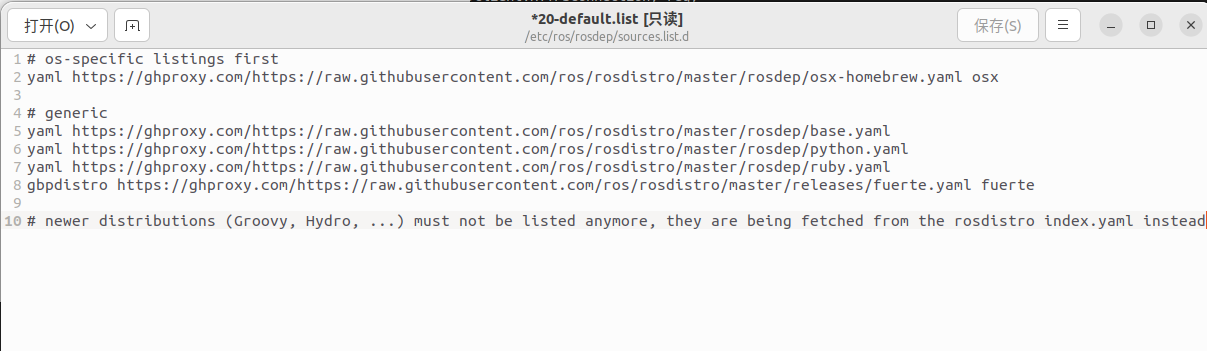 打开(O)
*20-default.list [只读]
/etc/ros/rosdep/sources.list.d
保存(S)
1 # os-specific listings first
2 yaml https://ghproxy.com/https://raw.githubusercontent.com/ros/rosdistro/master/rosdep/osx-homebrew.yaml osx
3
4 # generic
5 yaml https://ghproxy.com/https://raw.githubusercontent.com/ros/rosdistro/master/rosdep/base.yaml
6 yaml https://ghproxy.com/https://raw.githubusercontent.com/ros/rosdistro/master/rosdep/python.yaml
7 yaml https://ghproxy.com/https://raw.githubusercontent.com/ros/rosdistro/master/rosdep/ruby.yaml
8 gbpdistro https://ghproxy.com/https://raw.githubusercontent.com/ros/rosdistro/master/releases/fuerte.yaml fuerte
9
10 # newer distributions (Groovy, Hydro, ...) must not be listed anymore, they are being fetched from the rosdistro index.yaml instead